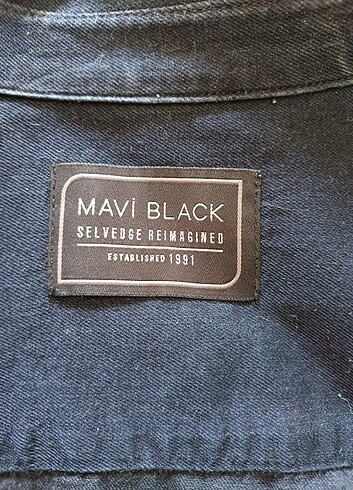 MAVİ BLACK
SELVEDGE REIMAGINED
ESTABLISHED 1991